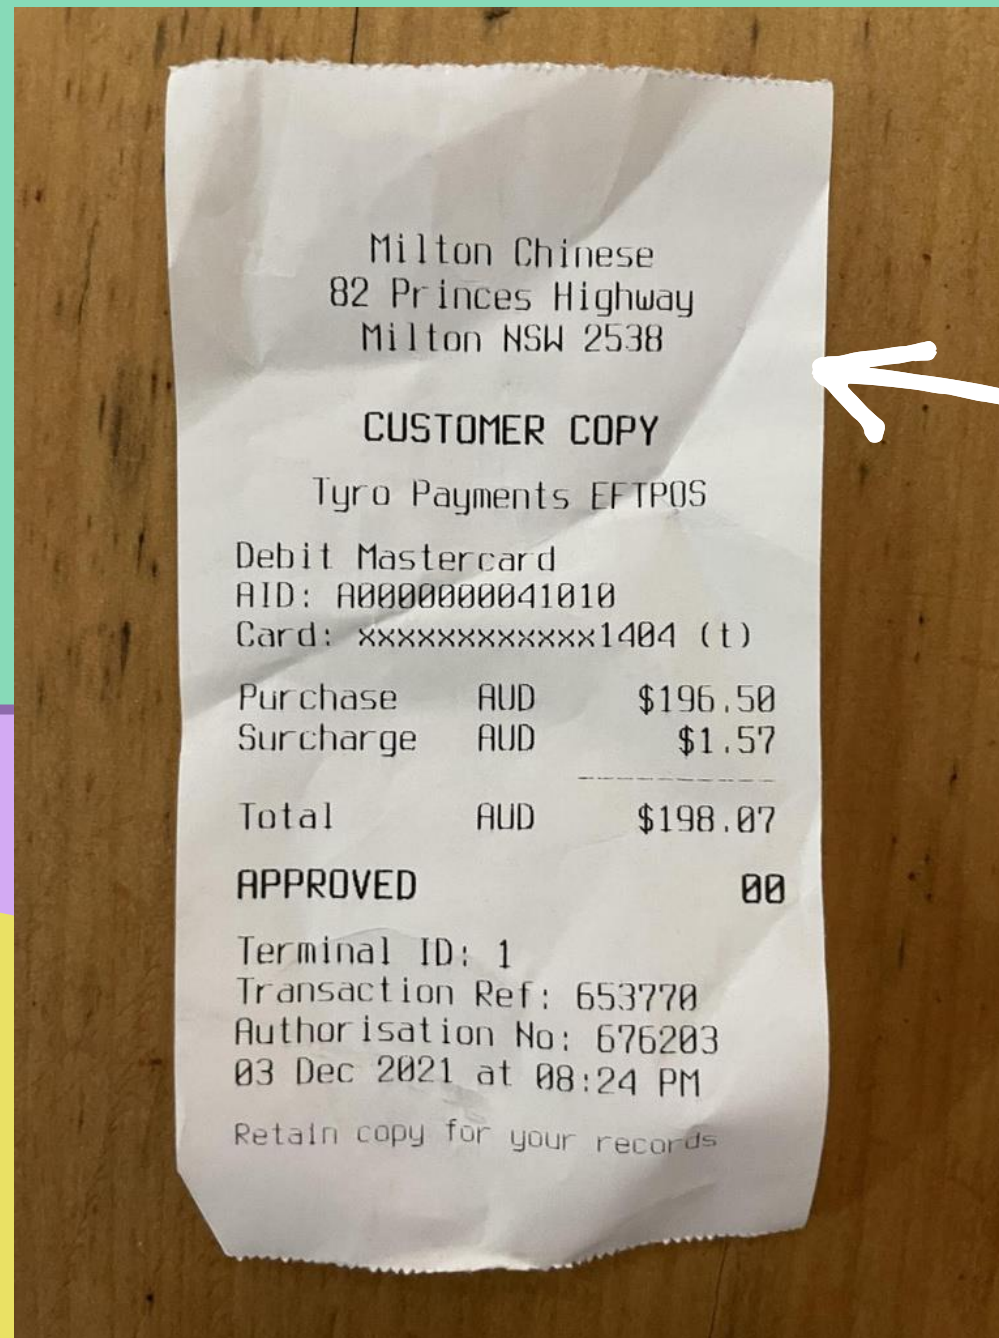 Milton Chinese
82 Princes Highway
Milton NSW 2538
CUSTOMER COPY
Tyro Payments EFTPOS
Debit Mastercard
AID: A0000000041010
Card: xxxxxxxxxxxx1404 (t)
Purchase AUD $196.50
Surcharge AUD $1.57
Total AUD $198.07
APPROVED 00
Terminal ID: 1
Transaction Ref: 653770
Authorisation No: 676203
03 Dec 2021 at 08:24 PM
Retain copy for your records